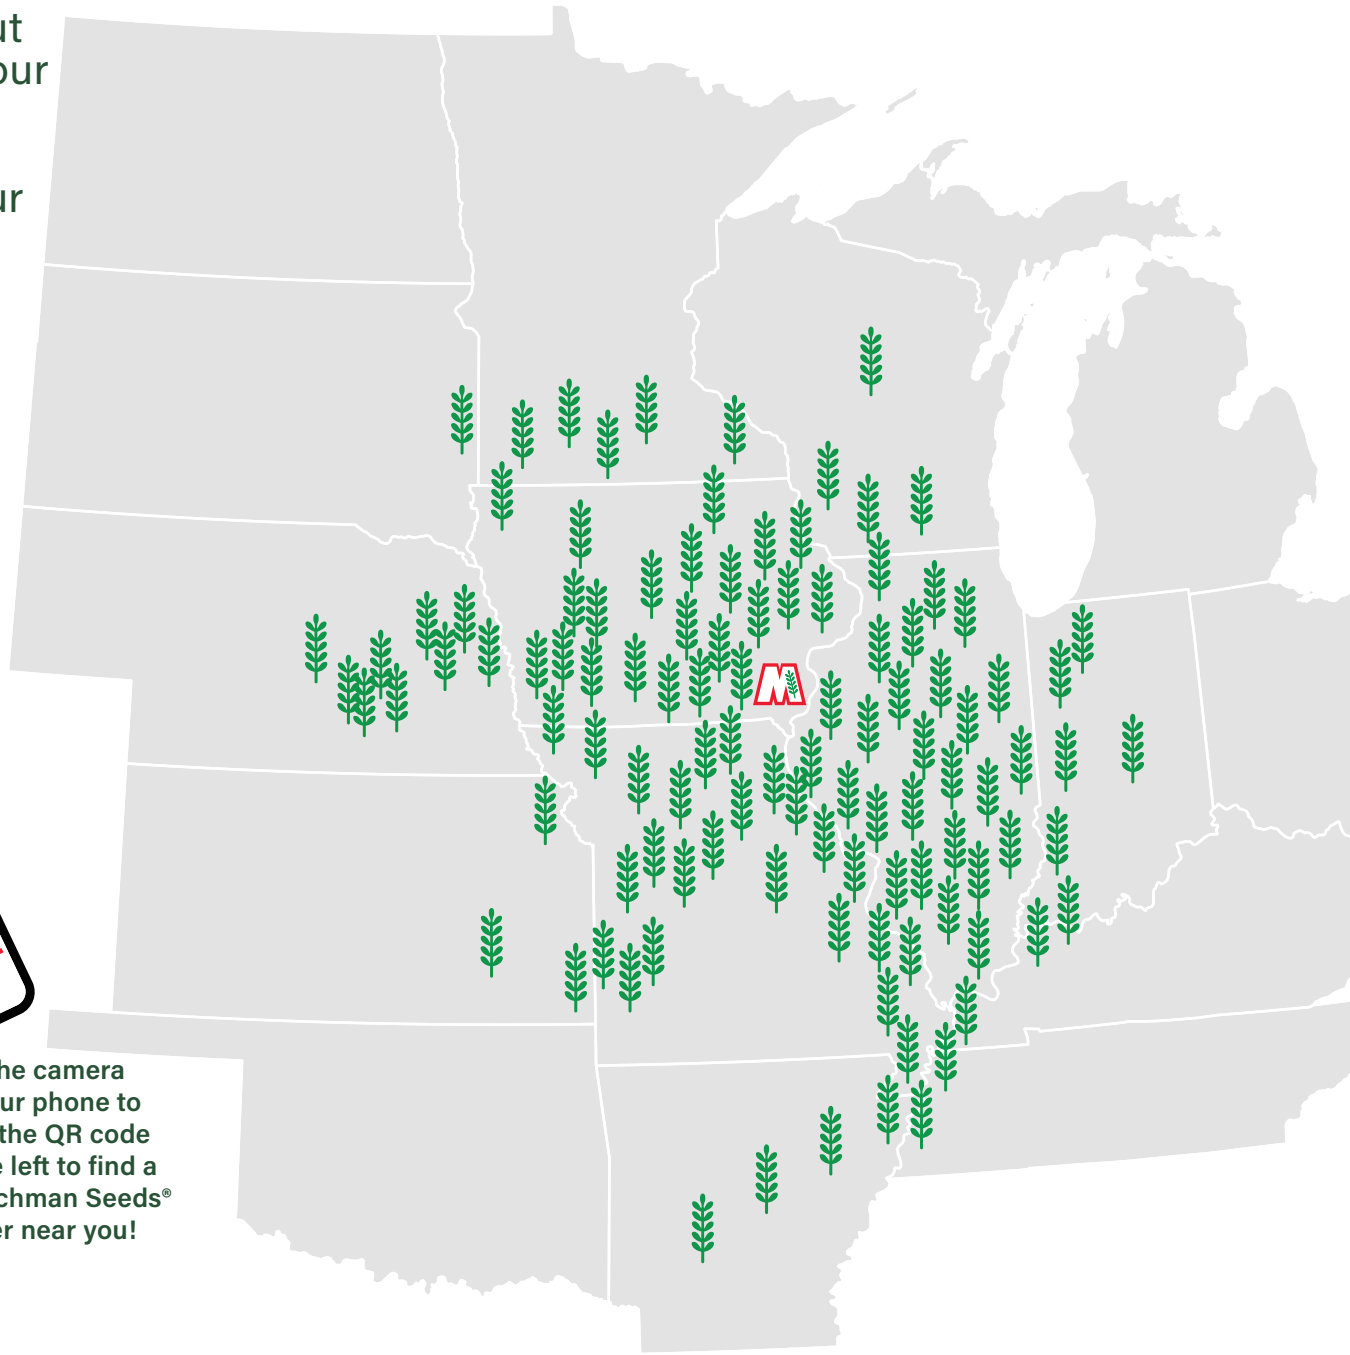 ut
our
ur
he camera
ur phone to
the QR code
e left to find a
chman Seeds®
er near you!
M